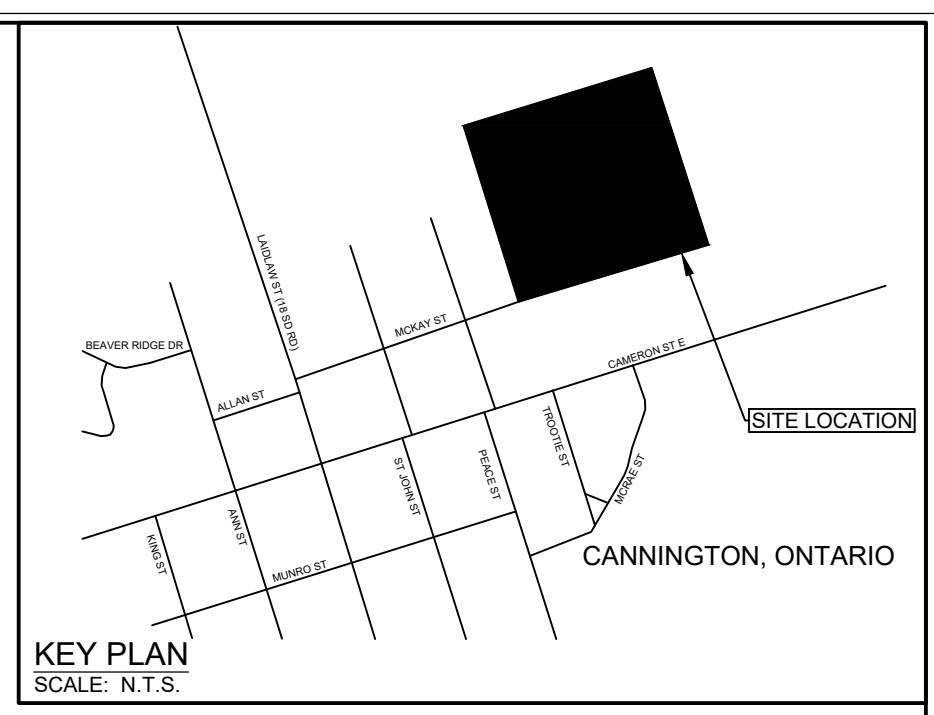 LAIDLAW ST (18 SD RD)
MCKAY ST
BEAVER RIDGE DR
CAMERON ST E
ALLAN ST
SITE LOCATION
TROOTIE ST
PEACE ST
ST JOHN ST
MCRAE ST
ANN ST
KING ST
CANNINGTON, ONTARIO
MUNRO ST
KEY PLAN
SCALE: N.T.S.